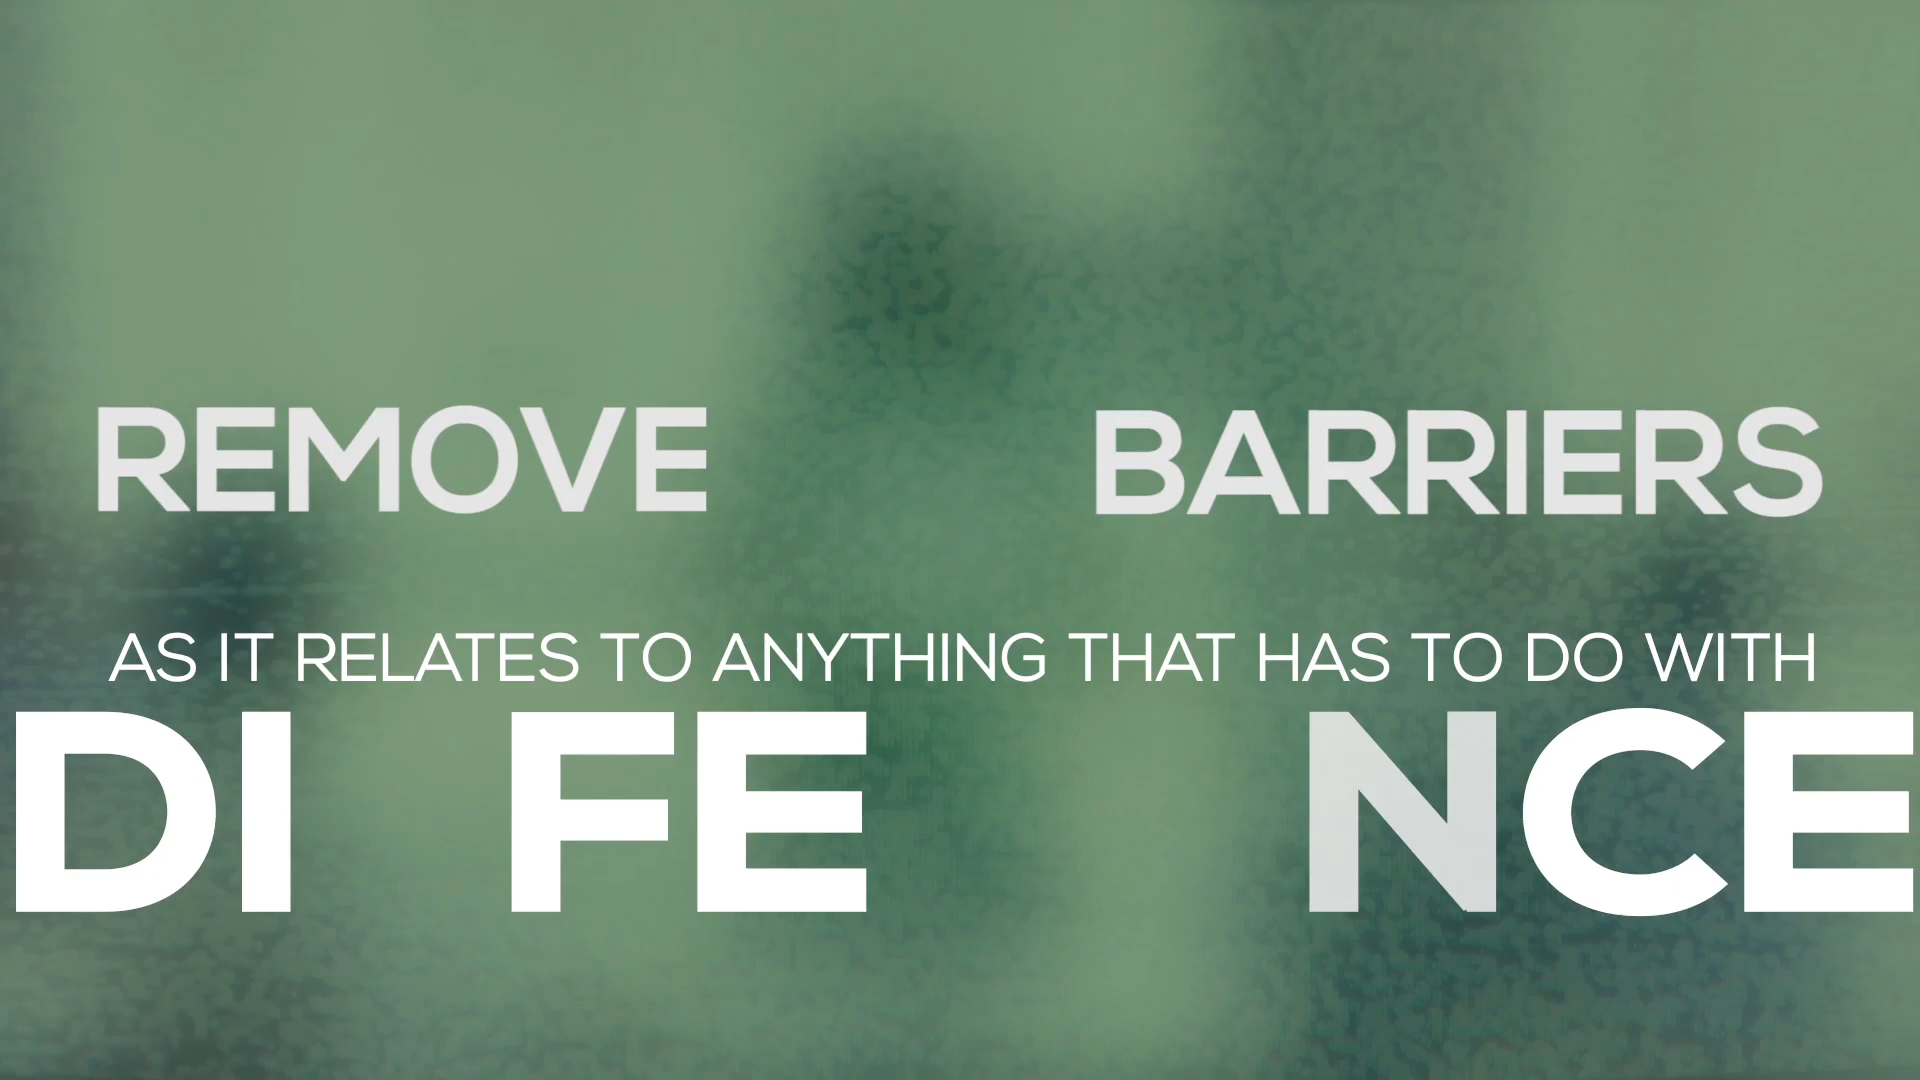 REMOVE BARRIERS
AS IT RELATES TO ANYTHING THAT HAS TO DO WITH
DI FE NCE